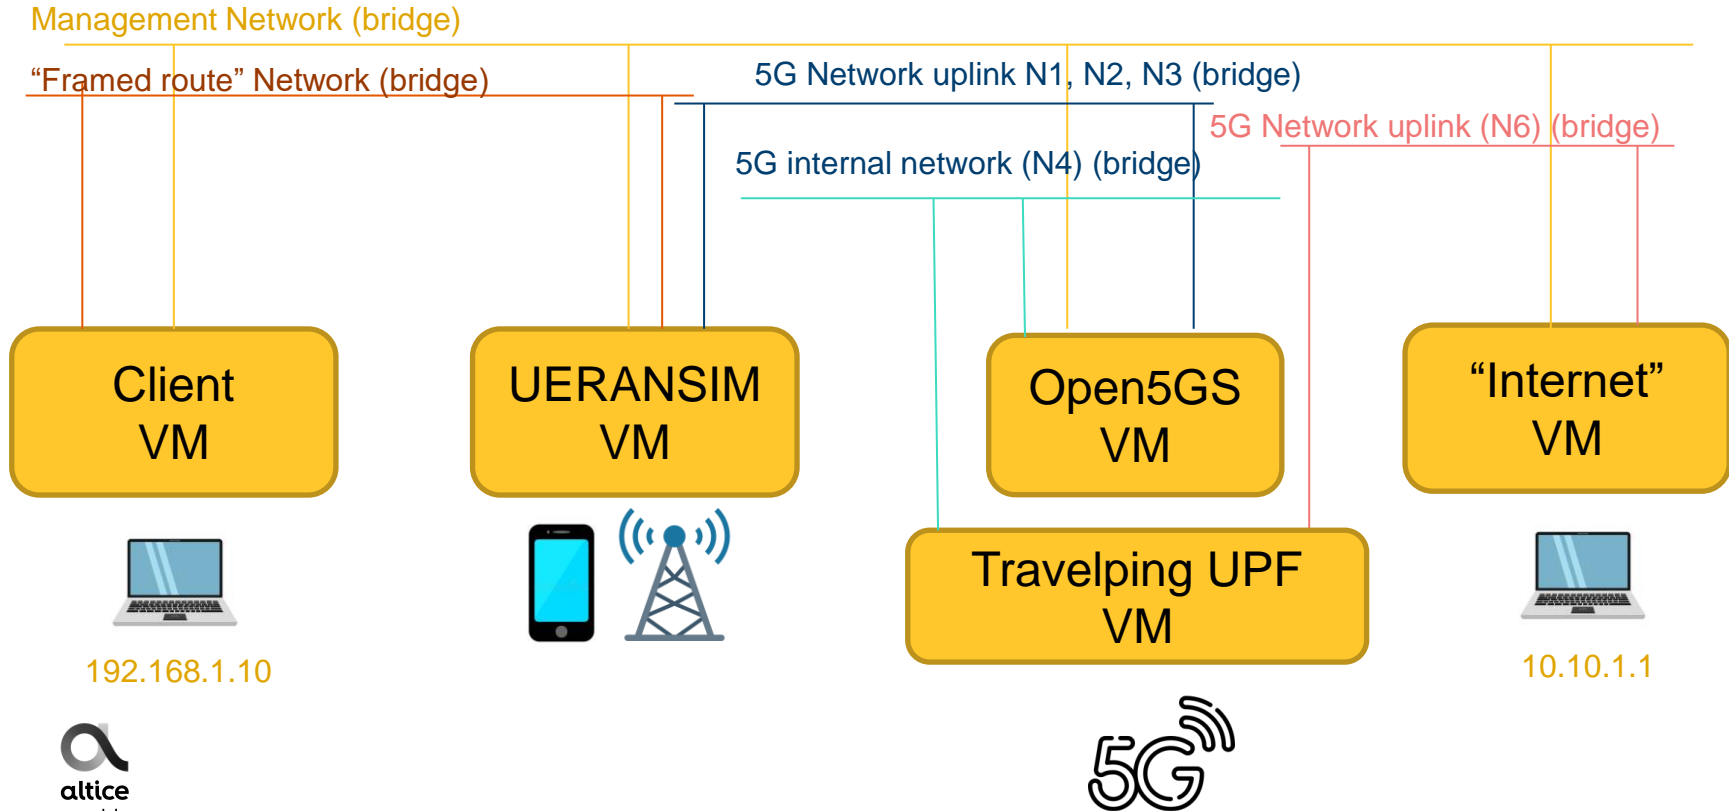 Management Network (bridge)
“Framed route” Network (bridge)
5G Network uplink N1, N2, N3 (bridge)
5G Network uplink (N6) (bridge)
5G internal network (N4) (bridge)
Client
VM
UERANSIM
VM
Open5GS
VM
“Internet”
VM
Travelping UPF
VM
192.168.1.10
10.10.1.1
altice
5G